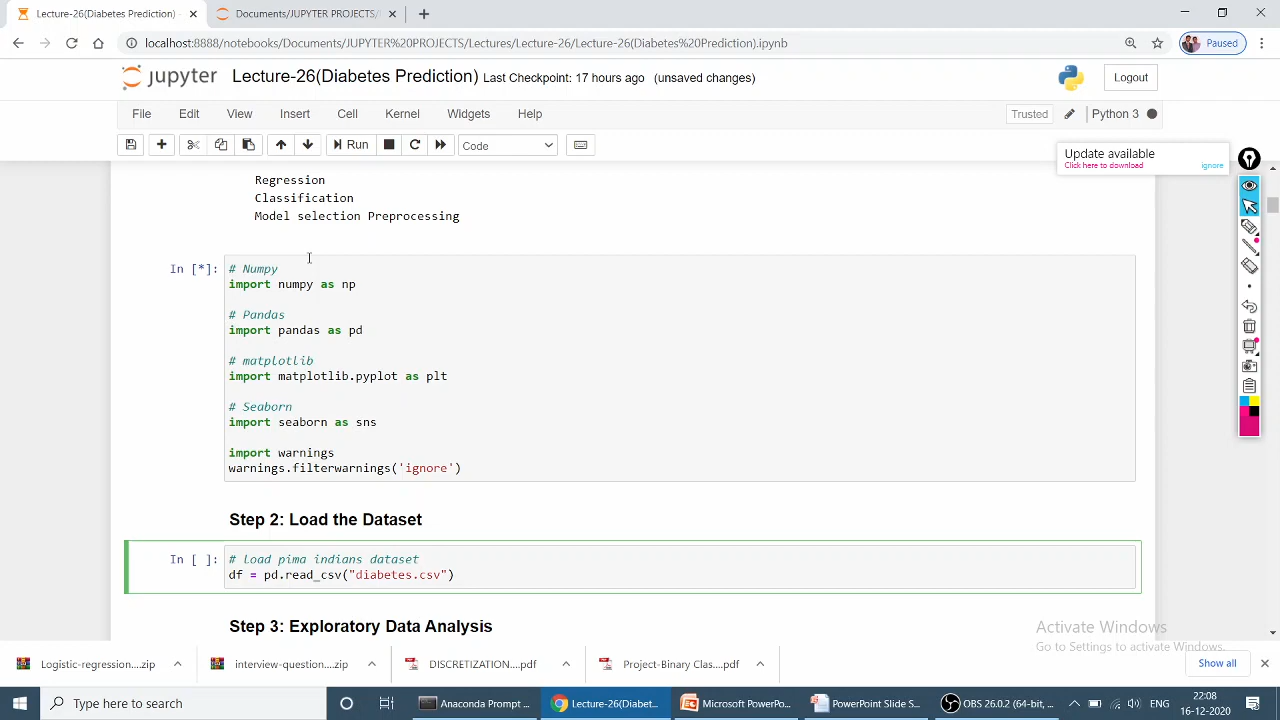 Lecture-26(Diabetes Prediction)
Documents/JUPYTER PROJECTS/
localhost:8888/notebooks/Documents/JUPYTER%20PROJECTS/Lectures/Lecture-26/Lecture-26(Diabetes%20Prediction).ipynb
Paused
jupyter Lecture-26(Diabetes Prediction) Last Checkpoint: 17 hours ago (unsaved changes)
Logout
File Edit View Insert Cell Kernel Widgets Help
Trusted Python 3
Run Code
Update available
Click here to download ignore
Regression
Classification
Model selection Preprocessing
In [*]:
# Numpy
import numpy as np
# Pandas
import pandas as pd
# matplotlib
import matplotlib.pyplot as plt
# Seaborn
import seaborn as sns
import warnings
warnings.filterwarnings('ignore')
Step 2: Load the Dataset
In [ ]:
# Load pima indians dataset
df = pd.read_csv("diabetes.csv")
Step 3: Exploratory Data Analysis
Activate Windows
Go to Settings to activate Windows.
Logistic-regression....zip interview-question....zip DISCRETIZATION....pdf Project-Binary Clas....pdf Show all
Type here to search
Anaconda Prompt ... Lecture-26(Diabet... Microsoft PowerPo... PowerPoint Slide S... OBS 26.0.2 (64-bit, ...
ENG
22:08
16-12-2020